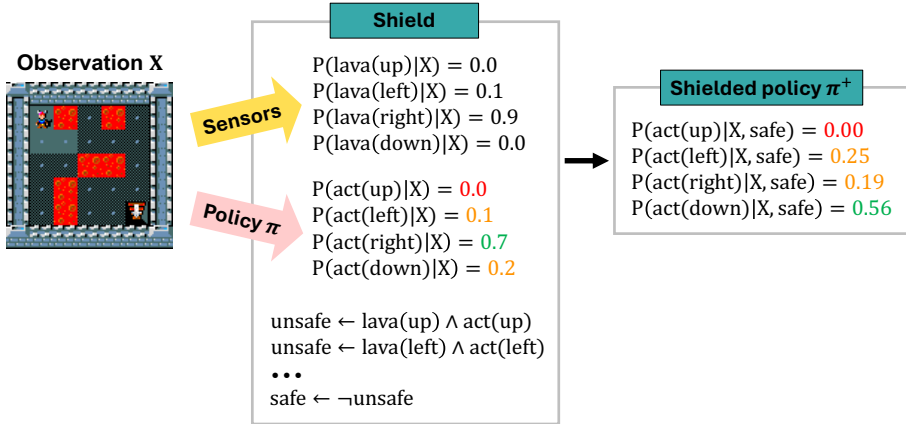 Observation X
Sensors
Policy π
Shield
P(lava(up)|X) = 0.0
P(lava(left)|X) = 0.1
P(lava(right)|X) = 0.9
P(lava(down)|X) = 0.0
P(act(up)|X) = 0.0
P(act(left)|X) = 0.1
P(act(right)|X) = 0.7
P(act(down)|X) = 0.2
unsafe ← lava(up) ∧ act(up)
unsafe ← lava(left) ∧ act(left)
•••
safe ← ¬unsafe
Shielded policy π⁺
P(act(up)|X, safe) = 0.00
P(act(left)|X, safe) = 0.25
P(act(right)|X, safe) = 0.19
P(act(down)|X, safe) = 0.56